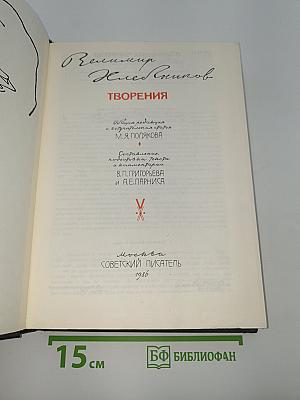 Велимир
Хлебников
ТВОРЕНИЯ
Общая редакция
и вступительная статья
М.Я. ПОЛЯКОВА
Составление,
подготовка текста
и комментарии
В.П. ГРИГОРЬЕВА
И А.Е. ПАРНИСА
Москва
СОВЕТСКИЙ ПИСАТЕЛЬ
1986
15 см
БФ БИБЛИОФАН